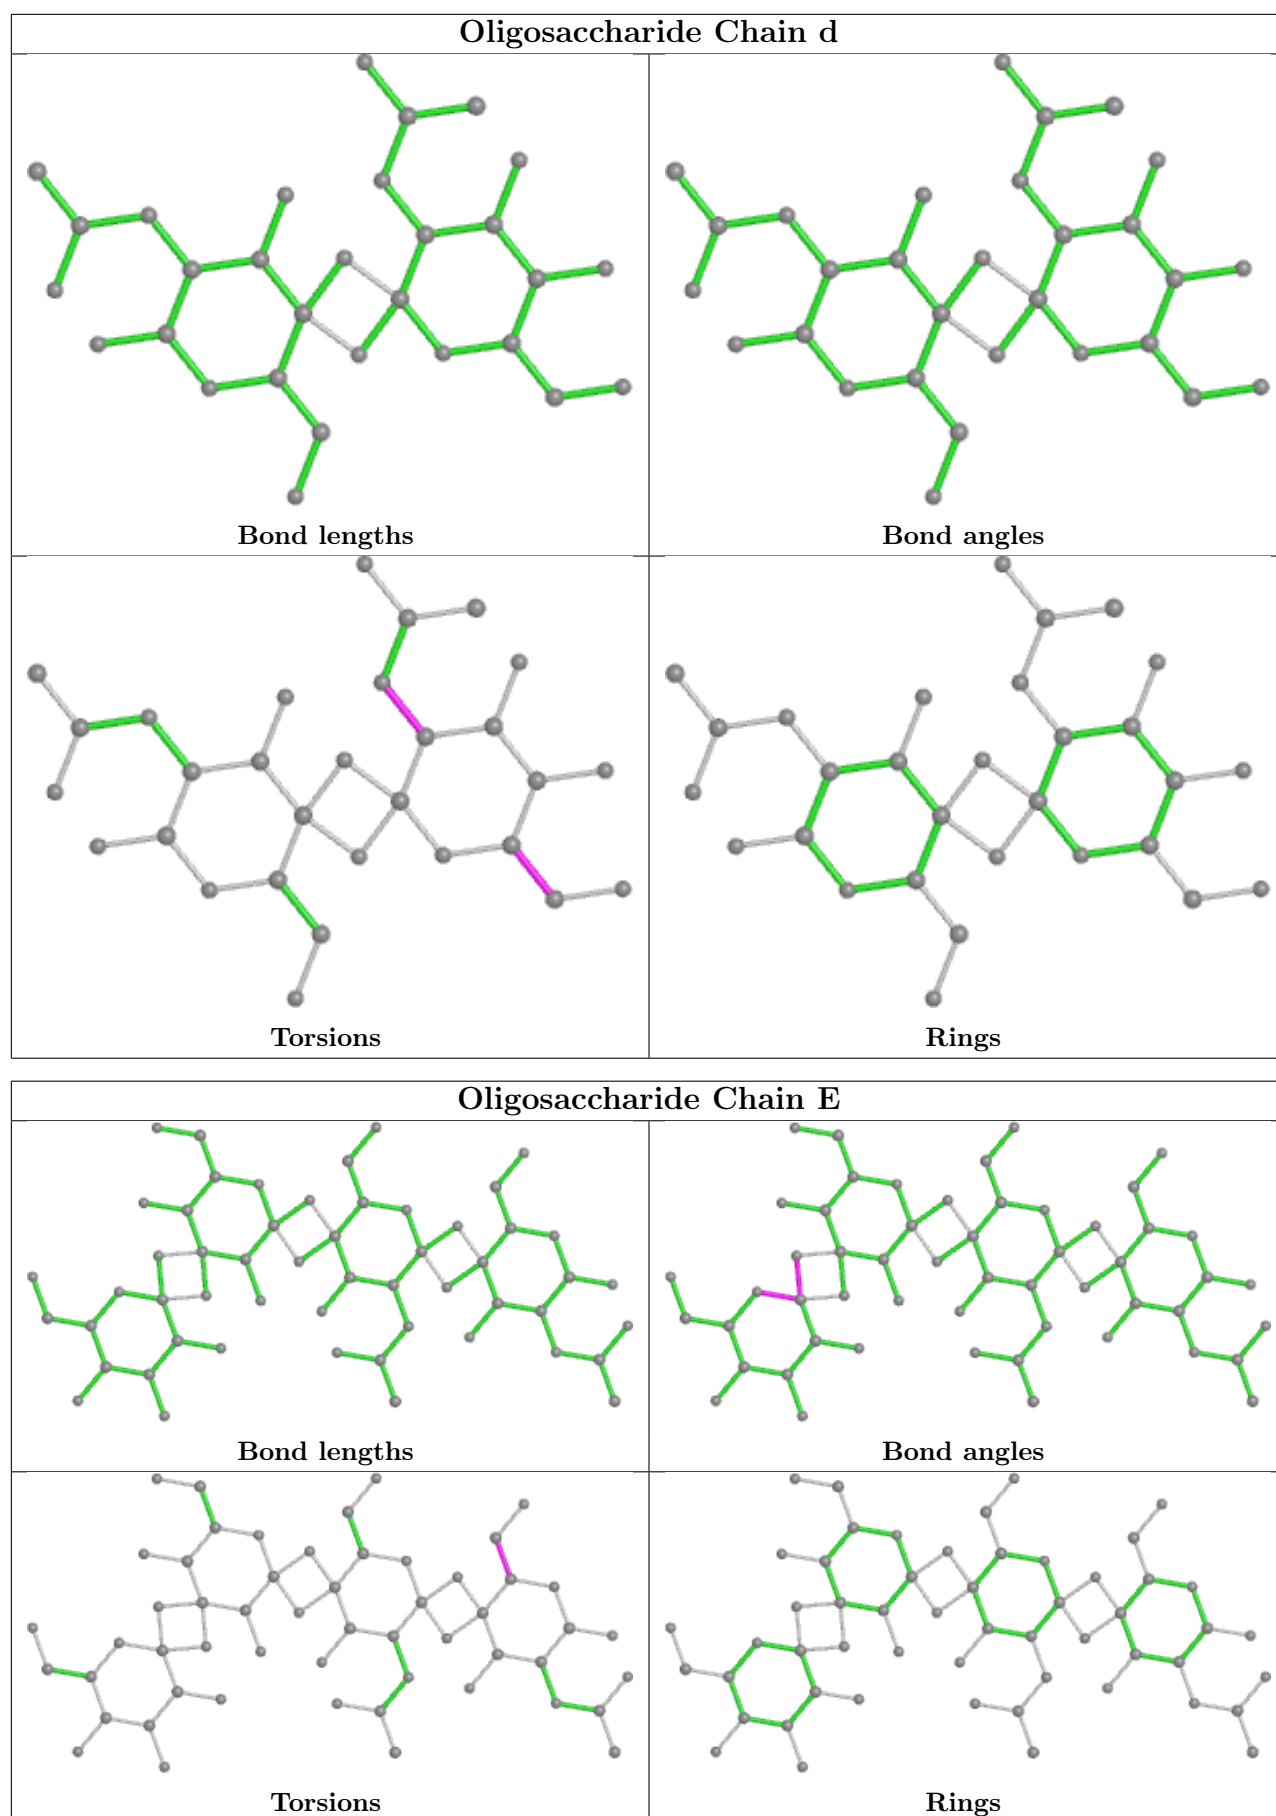 Oligosaccharide Chain d
Bond lengths
Bond angles
Torsions
Rings
Oligosaccharide Chain E
Bond lengths
Bond angles
Torsions
Rings